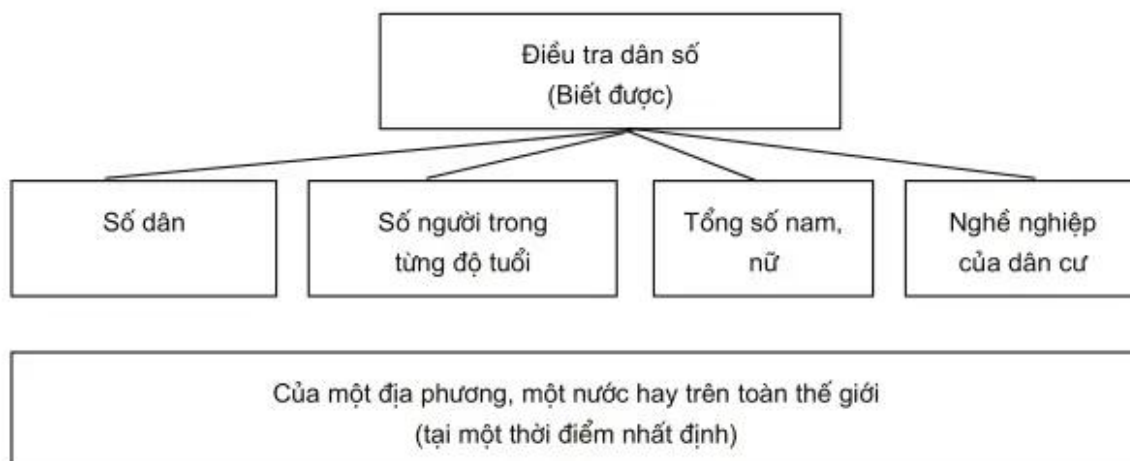 Điều tra dân số
(Biết được)
Số dân
Số người trong
từng độ tuổi
Tổng số nam,
nữ
Nghề nghiệp
của dân cư
Của một địa phương, một nước hay trên toàn thế giới
(tại một thời điểm nhất định)